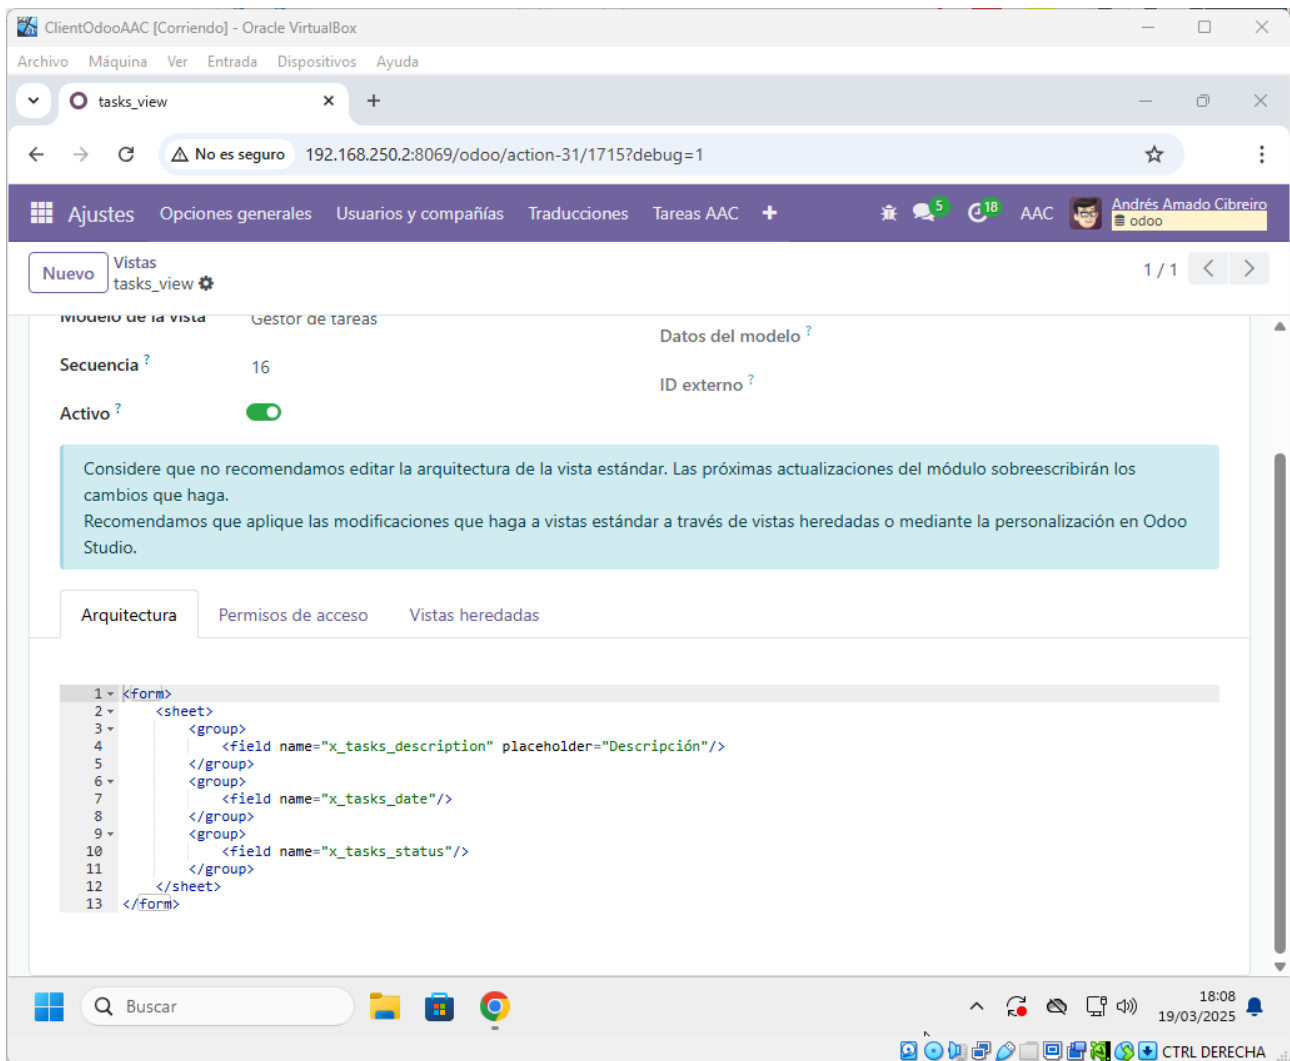 ClientOdooAAC [Corriendo] - Oracle VirtualBox
Archivo Máquina Ver Entrada Dispositivos Ayuda
tasks_view
No es seguro 192.168.250.2:8069/odoo/action-31/1715?debug=1
Ajustes Opciones generales Usuarios y compañías Traducciones Tareas AAC 5 18 AAC Andrés Amado Cibreiro
odoo
Nuevo Vistas 1 / 1
tasks_view
Modelo de la vista Gestor de tareas
Datos del modelo ?
Secuencia ? 16
ID externo ?
Activo ?
Considere que no recomendamos editar la arquitectura de la vista estándar. Las próximas actualizaciones del módulo sobreescribirán los
cambios que haga.
Recomendamos que aplique las modificaciones que haga a vistas estándar a través de vistas heredadas o mediante la personalización en Odoo
Studio.
Arquitectura Permisos de acceso Vistas heredadas
1 <form>
2 <sheet>
3 <group>
4 <field name="x_tasks_description" placeholder="Descripción"/>
5 </group>
6 <group>
7 <field name="x_tasks_date"/>
8 </group>
9 <group>
10 <field name="x_tasks_status"/>
11 </group>
12 </sheet>
13 </form>
Buscar
18:08
19/03/2025
CTRL DERECHA